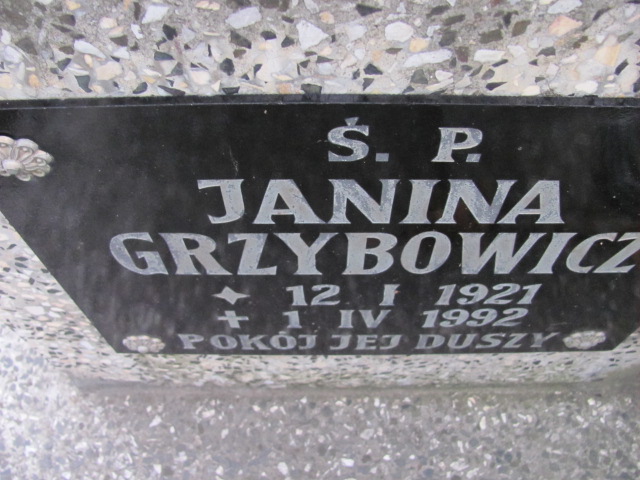 Ś. P.
JANINA
GRZYBOWICZ
✦ 12 I 1921
+ 1 IV 1992
POKÓJ JEJ DUSZY